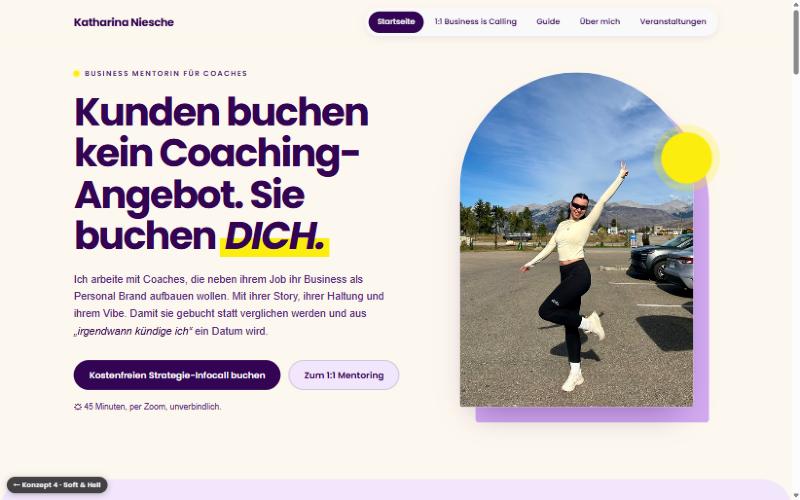 Katharina Niesche
Startseite
1:1 Business is Calling
Guide
Über mich
Veranstaltungen
BUSINESS MENTORIN FÜR COACHES
Kunden buchen
kein Coaching-
Angebot. Sie
buchen DICH.
Ich arbeite mit Coaches, die neben ihrem Job ihr Business als
Personal Brand aufbauen wollen. Mit ihrer Story, ihrer Haltung und
ihrem Vibe. Damit sie gebucht statt verglichen werden und aus
„irgendwann kündige ich“ ein Datum wird.
Kostenfreien Strategie-Infocall buchen
Zum 1:1 Mentoring
45 Minuten, per Zoom, unverbindlich.
← Konzept 4 · Soft & Hell